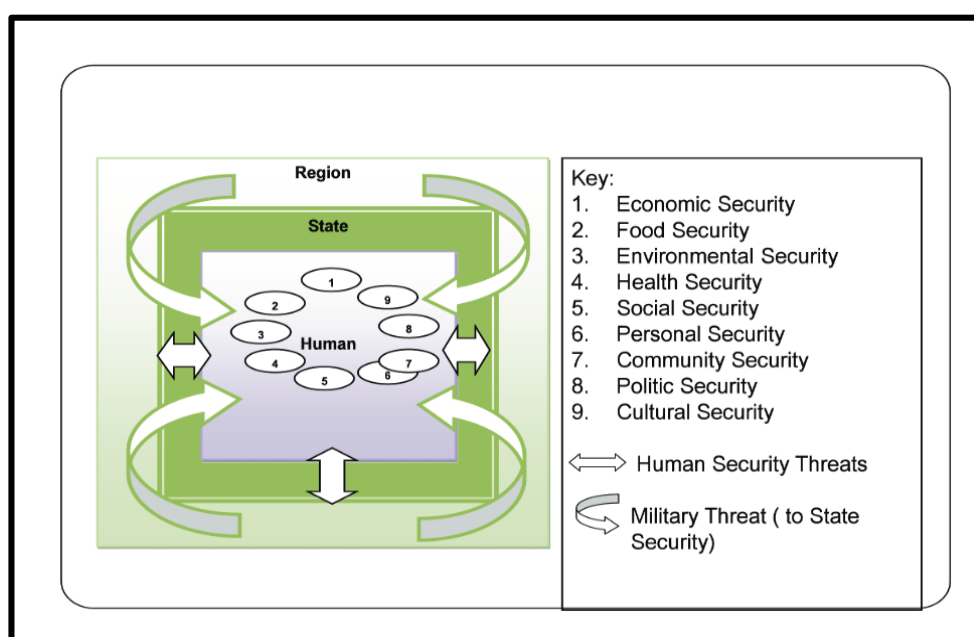 Region
State
1
2
9
3
8
Human
4
7
5
6
Key:
1. Economic Security
2. Food Security
3. Environmental Security
4. Health Security
5. Social Security
6. Personal Security
7. Community Security
8. Politic Security
9. Cultural Security
Human Security Threats
Military Threat ( to State
Security)